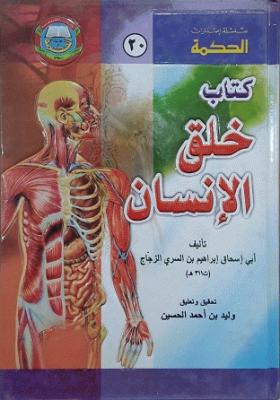 سلسلة إصدارات
الحكمة
٢٠
كتاب
خلق
الإنسان
تأليف
أبي إسحاق إبراهيم بن السري الزجاج
(ت٣١١ هـ)
تحقيق وتعليق
وليد بن أحمد الحسين